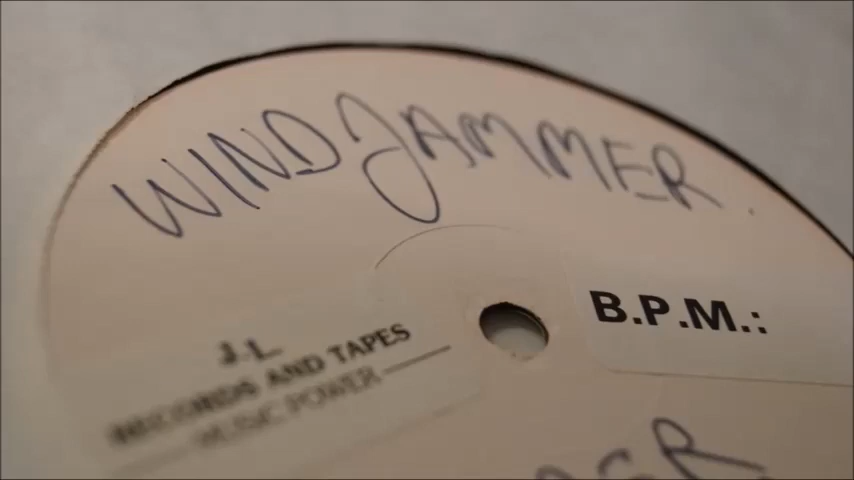 WINDJAMMER.
J.L.
RECORDS AND TAPES
MUSIC POWER
B.P.M.: